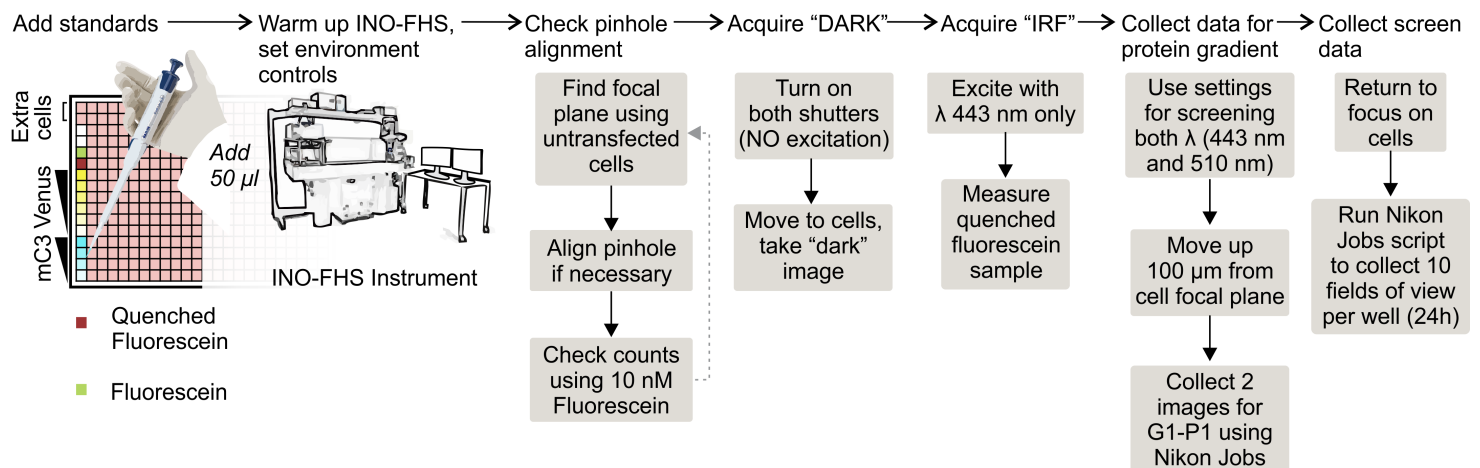 Add standards
Warm up INO-FHS,
set environment
controls
Check pinhole
alignment
Acquire “DARK”
Acquire “IRF”
Collect data for
protein gradient
Collect screen
data
Extra
cells
Venus
mC3
Add
50 µl
INO-FHS Instrument
Quenched
Fluorescein
Fluorescein
Find focal
plane using
untransfected
cells
Align pinhole
if necessary
Check counts
using 10 nM
Fluorescein
Turn on
both shutters
(NO excitation)
Move to cells,
take “dark”
image
Excite with
λ 443 nm only
Measure
quenched
fluorescein
sample
Use settings
for screening
both λ (443 nm
and 510 nm)
Move up
100 µm from
cell focal plane
Collect 2
images for
G1-P1 using
Nikon Jobs
Return to
focus on
cells
Run Nikon
Jobs script
to collect 10
fields of view
per well (24h)